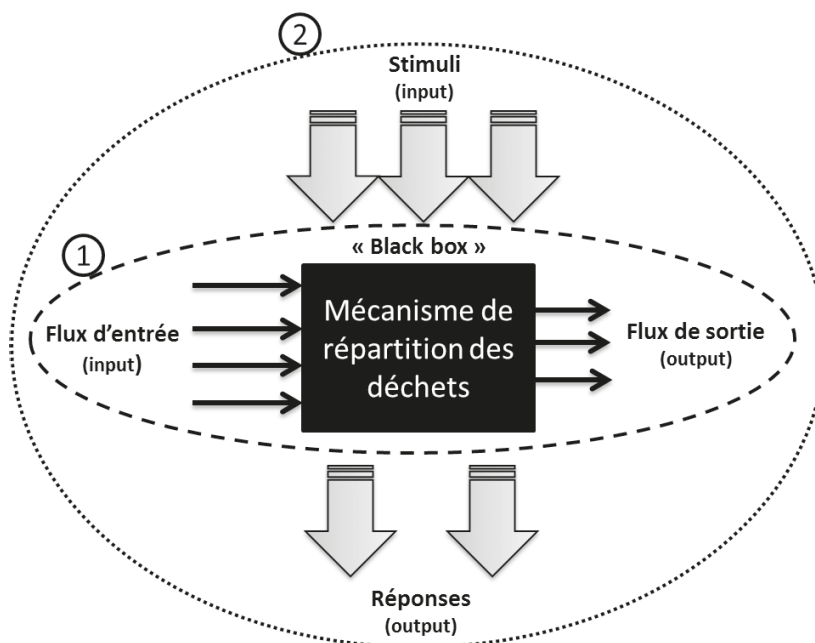 2
Stimuli
(input)
1
« Black box »
Flux d'entrée
(input)
Mécanisme de
répartition des
déchets
Flux de sortie
(output)
Réponses
(output)